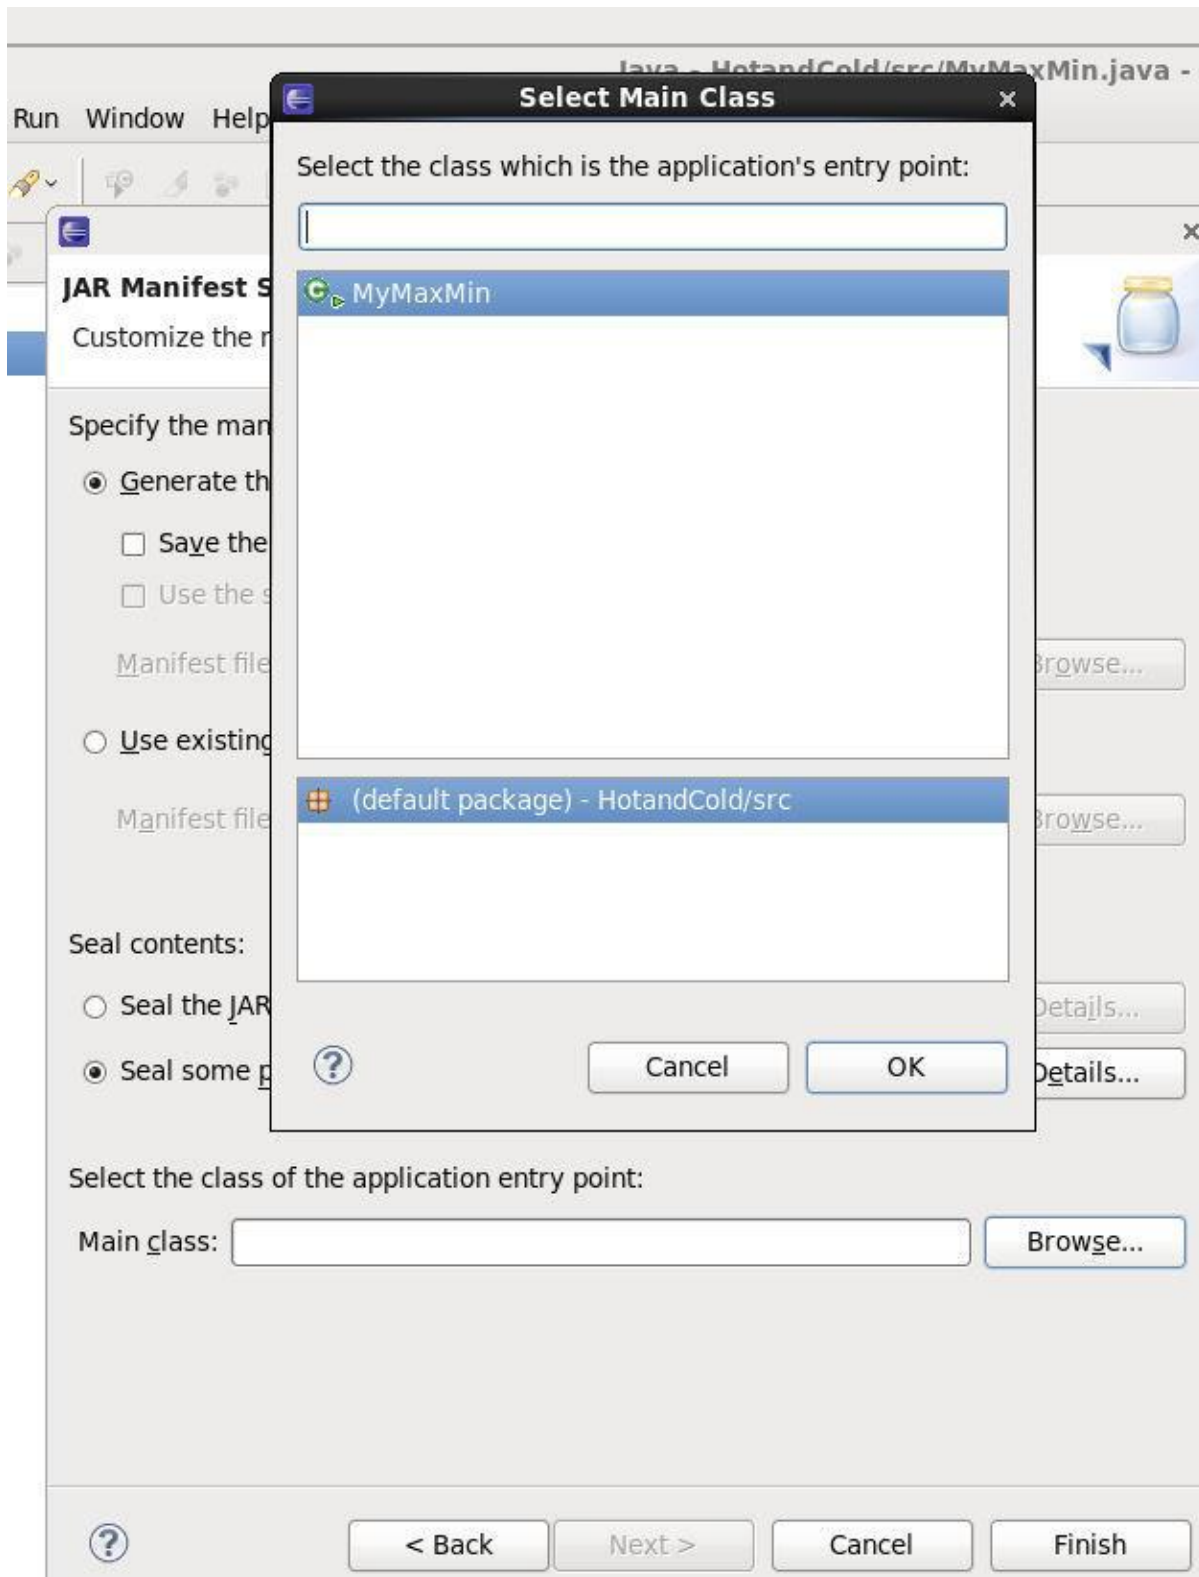 Java - HotandCold/src/MyMaxMin.java -
Select Main Class
Run Window Help
Select the class which is the application's entry point:
JAR Manifest S
MyMaxMin
Customize the r
Specify the man
Generate th
Save the
Use the s
Manifest file
Browse...
Use existing
(default package) - HotandCold/src
Manifest file
Browse...
Seal contents:
Seal the JAR
Details...
Seal some p
Cancel
OK
Details...
Select the class of the application entry point:
Main class:
Browse...
< Back
Next >
Cancel
Finish